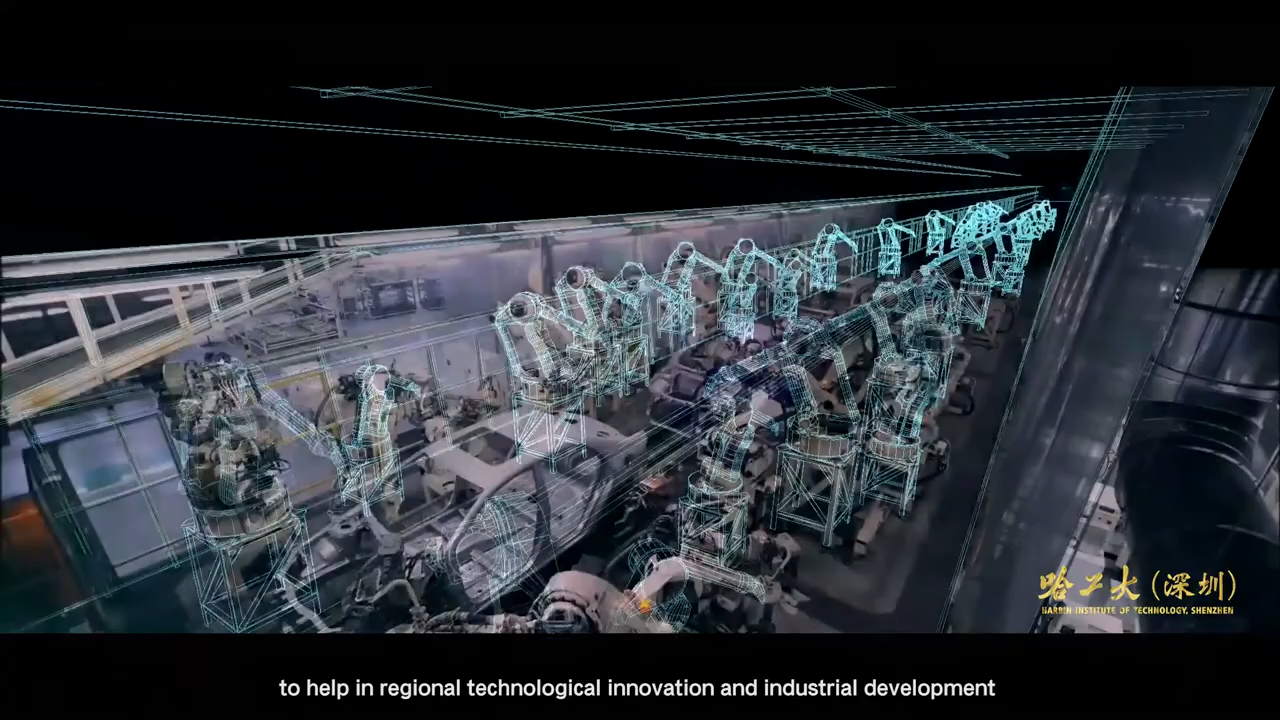 哈工大（深圳）
HARBIN INSTITUTE OF TECHNOLOGY, SHENZHEN
to help in regional technological innovation and industrial development